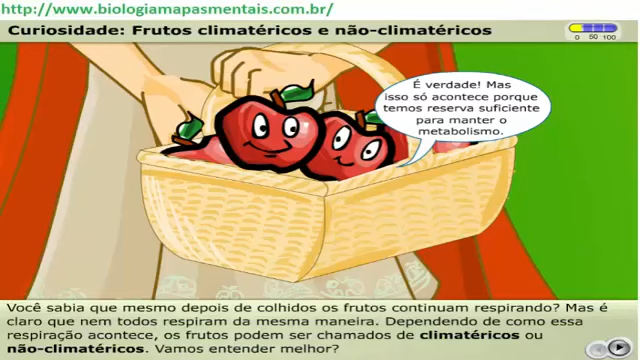 http://www.biologiamapasmentais.com.br/
Curiosidade: Frutos climatéricos e não-climatéricos
0 50 100
É verdade! Mas
isso só acontece porque
temos reserva suficiente
para manter o
metabolismo.
Você sabia que mesmo depois de colhidos os frutos continuam respirando? Mas é
claro que nem todos respiram da mesma maneira. Dependendo de como essa
respiração acontece, os frutos podem ser chamados de climatéricos ou
não-climatéricos. Vamos entender melhor?